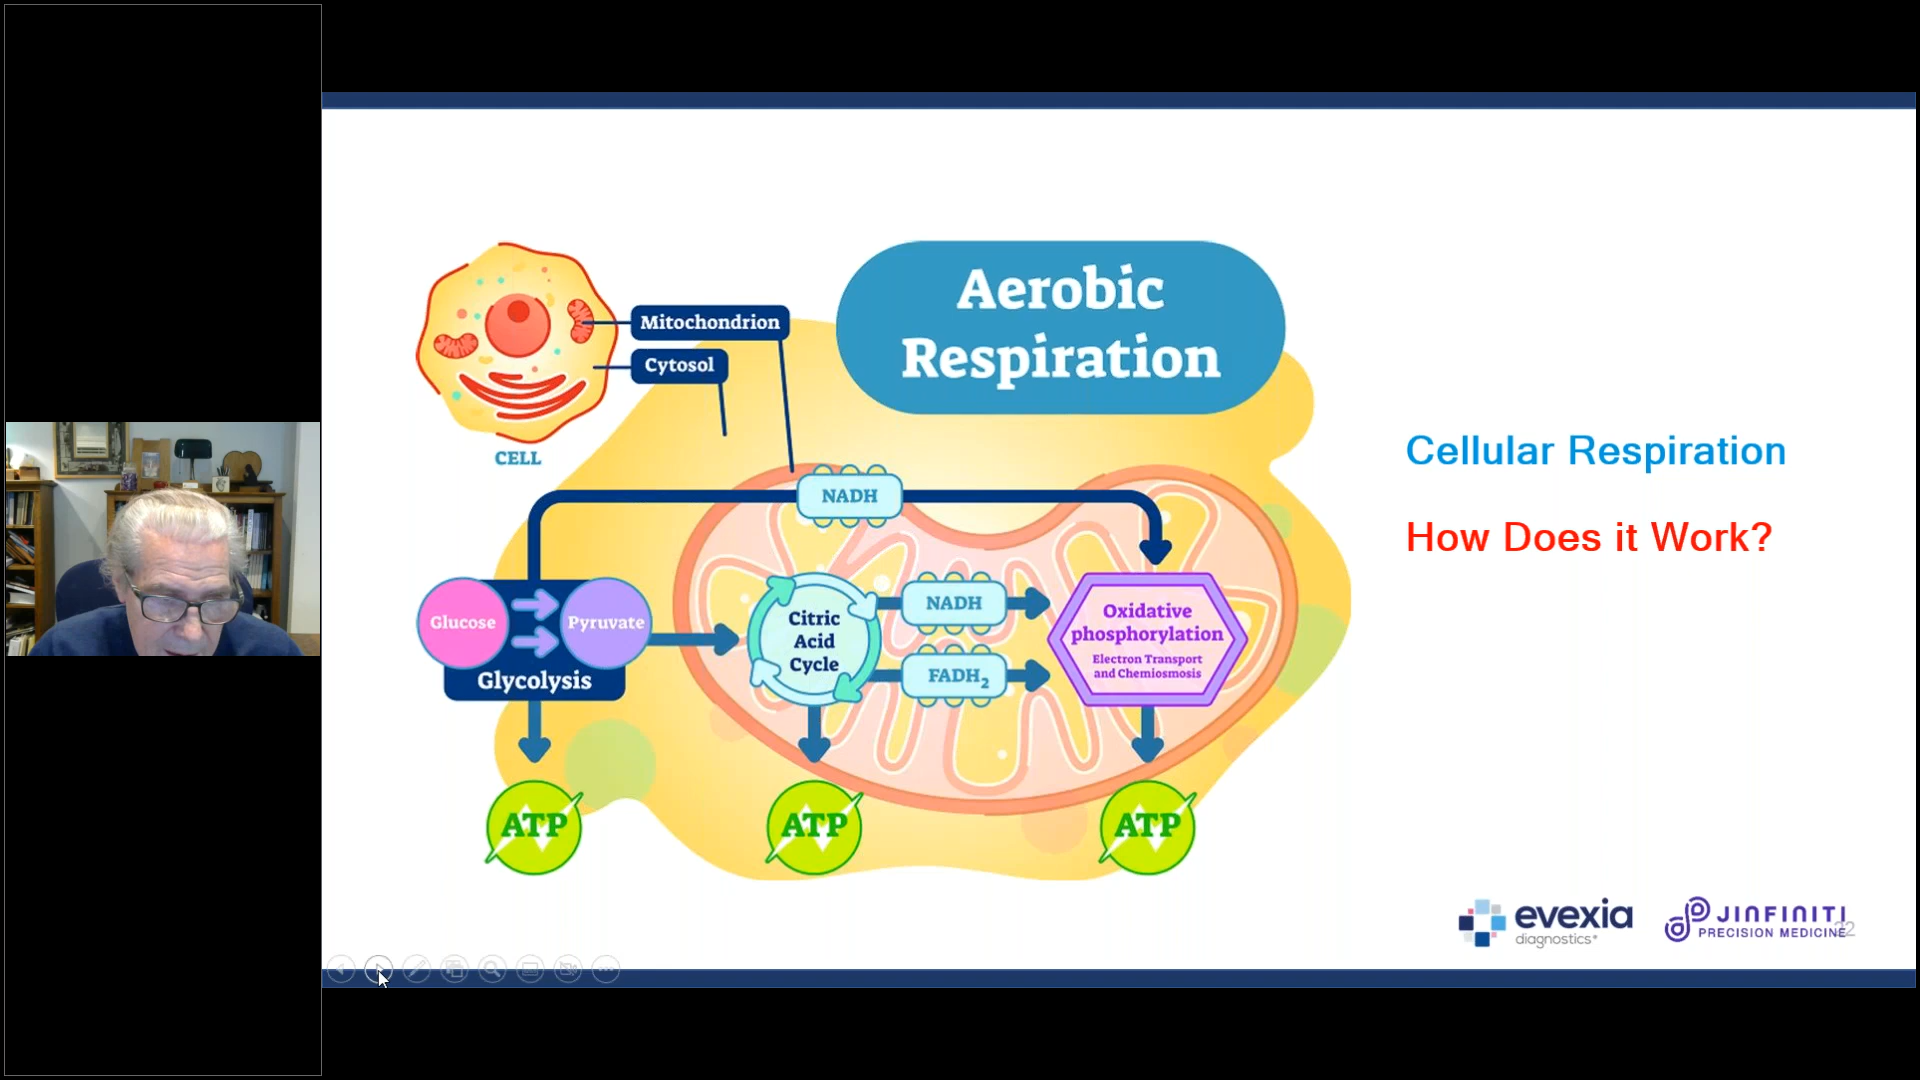 Aerobic
Respiration
Mitochondrion
Cytosol
CELL
NADH
Glucose
Pyruvate
Glycolysis
Citric
Acid
Cycle
NADH
FADH2
Oxidative
phosphorylation
Electron Transport
and Chemiosmosis
ATP
ATP
ATP
Cellular Respiration
How Does it Work?
evexia
diagnostics
JINFINITI
PRECISION MEDICINE
22